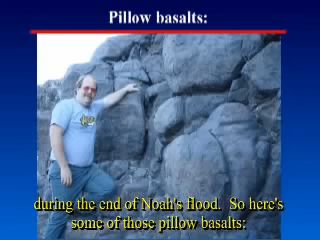 Pillow basalts:
during the end of Noah's flood.  So here's
some of those pillow basalts: